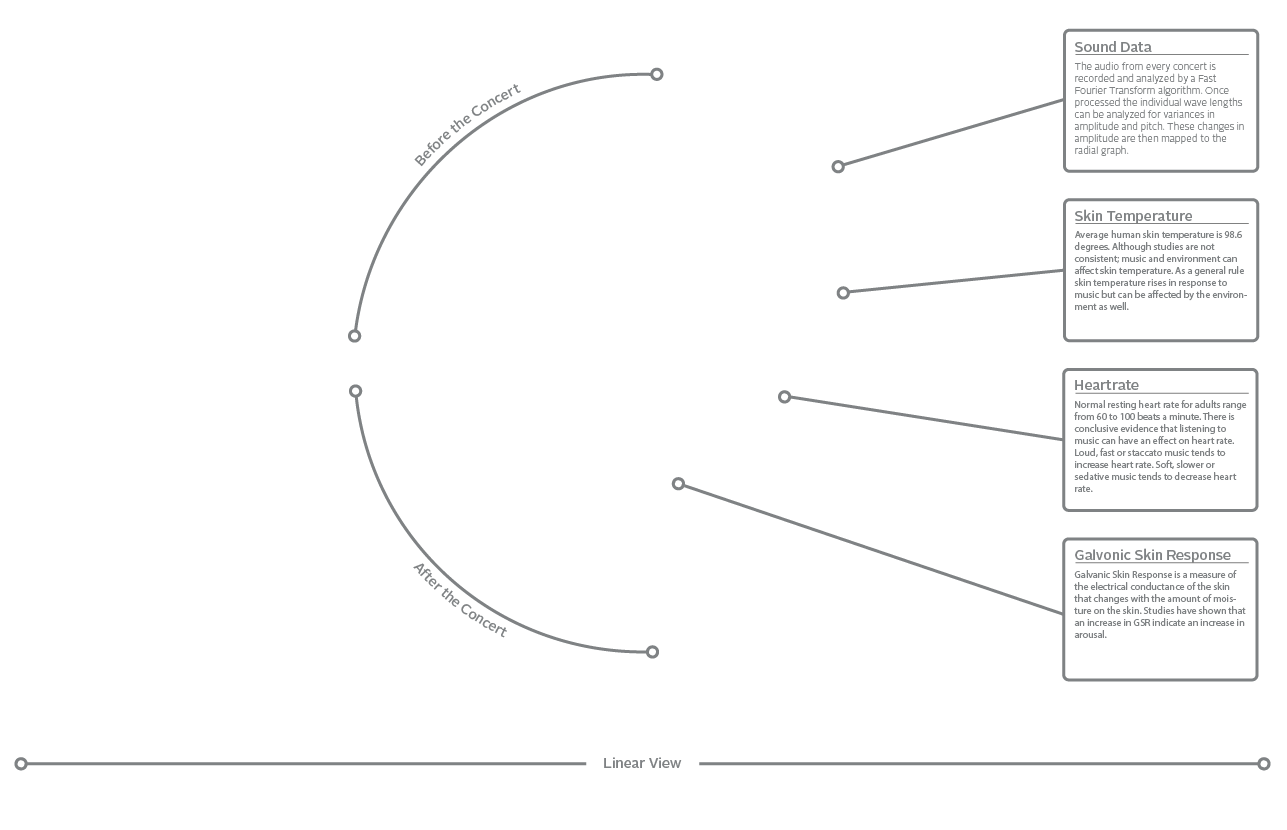 Before the Concert
After the Concert
Sound Data
The audio from every concert is
recorded and analyzed by a Fast
Fourier Transform algorithm. Once
processed the individual wave lengths
can be analyzed for variances in
amplitude and pitch. These changes in
amplitude are then mapped to the
radial graph.
Skin Temperature
Average human skin temperature is 98.6
degrees. Although studies are not
consistent; music and environment can
affect skin temperature. As a general rule
skin temperature rises in response to
music but can be affected by the environ-
ment as well.
Heartrate
Normal resting heart rate for adults range
from 60 to 100 beats a minute. There is
conclusive evidence that listening to
music can have an effect on heart rate.
Loud, fast or staccato music tends to
increase heart rate. Soft, slower or
sedative music tends to decrease heart
rate.
Galvonic Skin Response
Galvanic Skin Response is a measure of
the electrical conductance of the skin
that changes with the amount of mois-
ture on the skin. Studies have shown that
an increase in GSR indicate an increase in
arousal.
Linear View